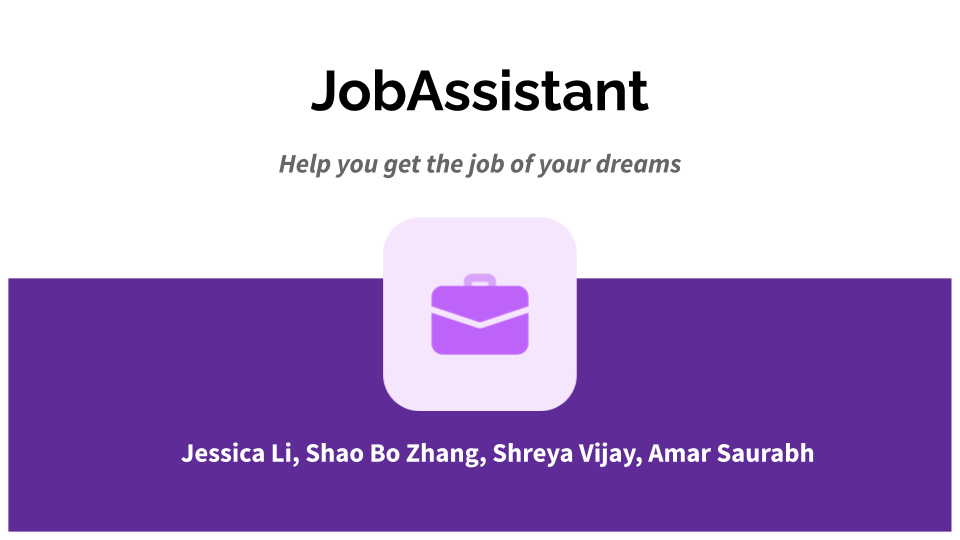 JobAssistant
Help you get the job of your dreams
Jessica Li, Shao Bo Zhang, Shreya Vijay, Amar Saurabh